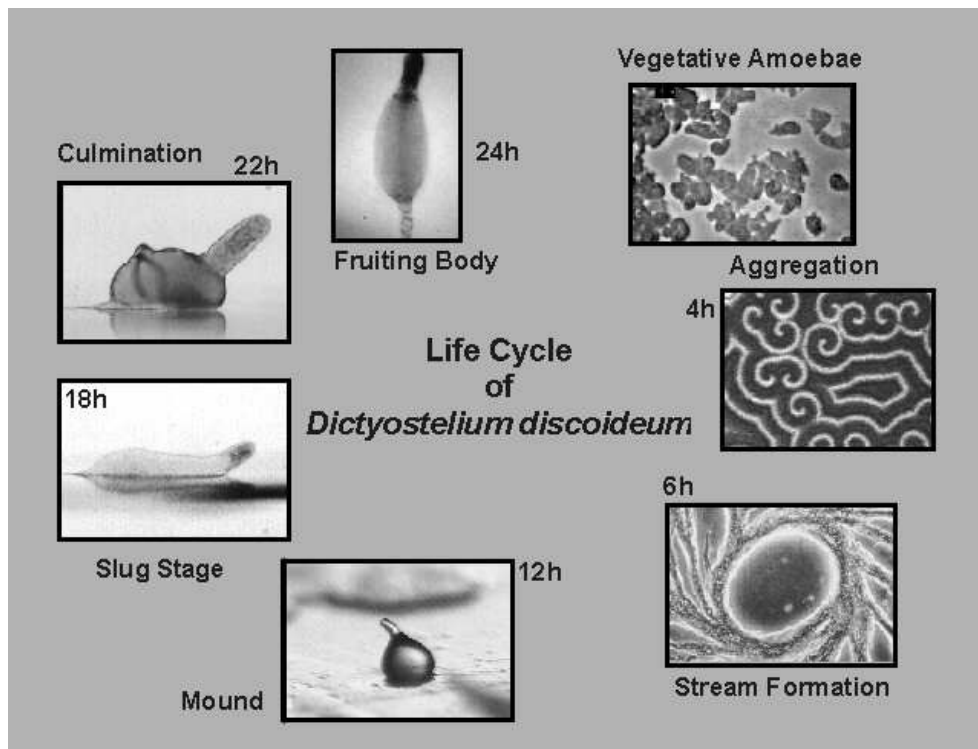 Life Cycle
of
Dictyostelium discoideum
Vegetative Amoebae
Aggregation
4h
6h
Stream Formation
12h
Mound
18h
Slug Stage
Culmination
22h
24h
Fruiting Body